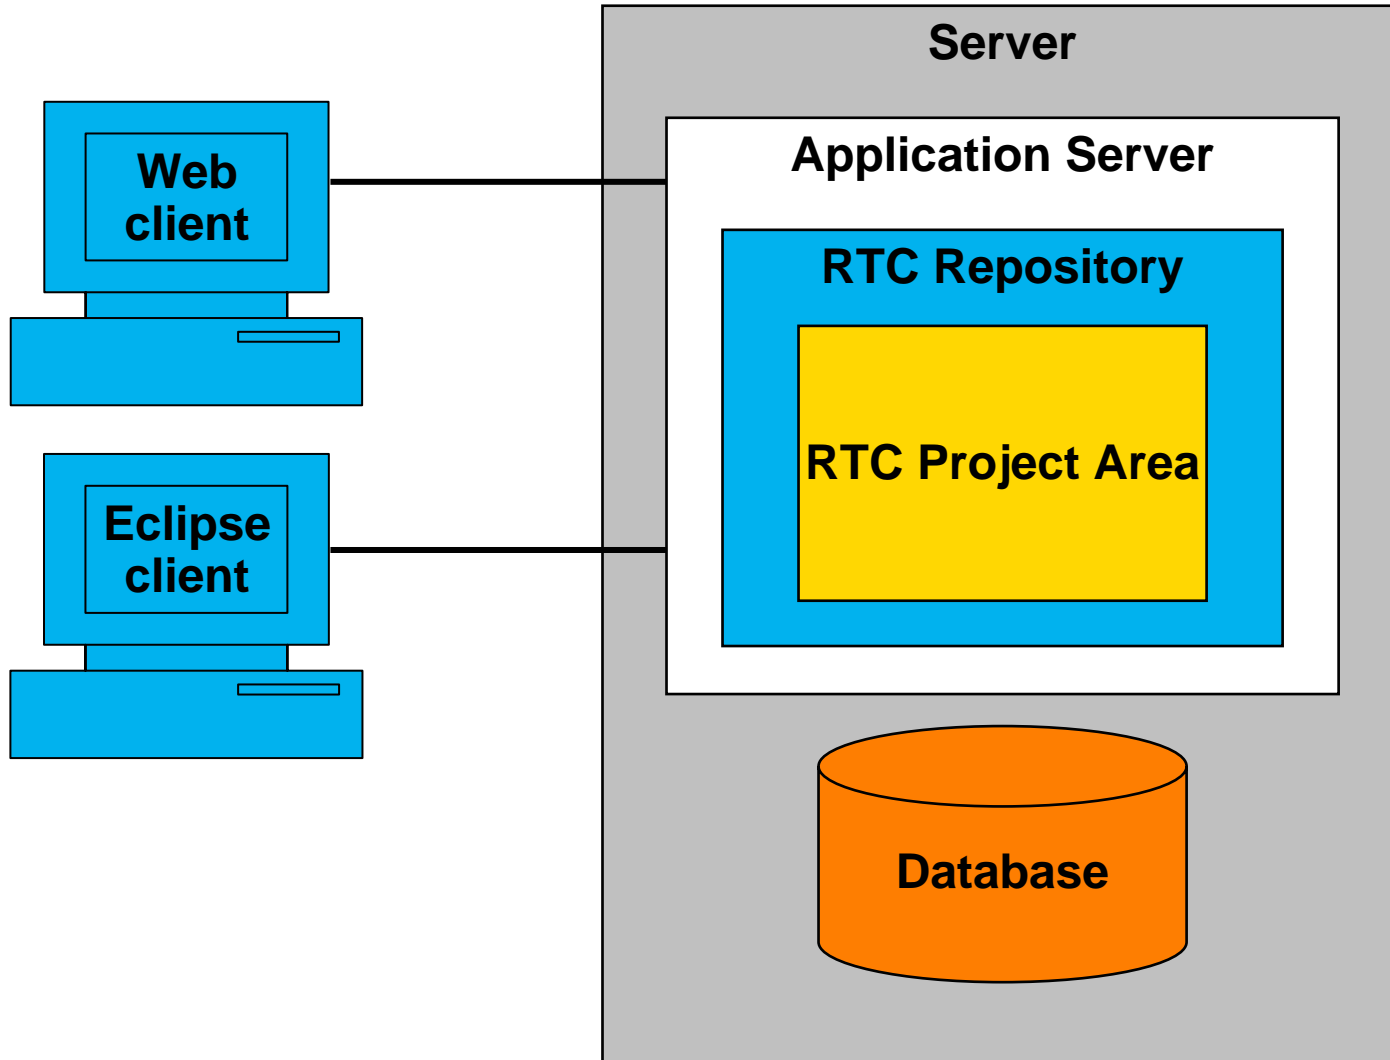 Server
Web
client
Application Server
RTC Repository
RTC Project Area
Eclipse
client
Database